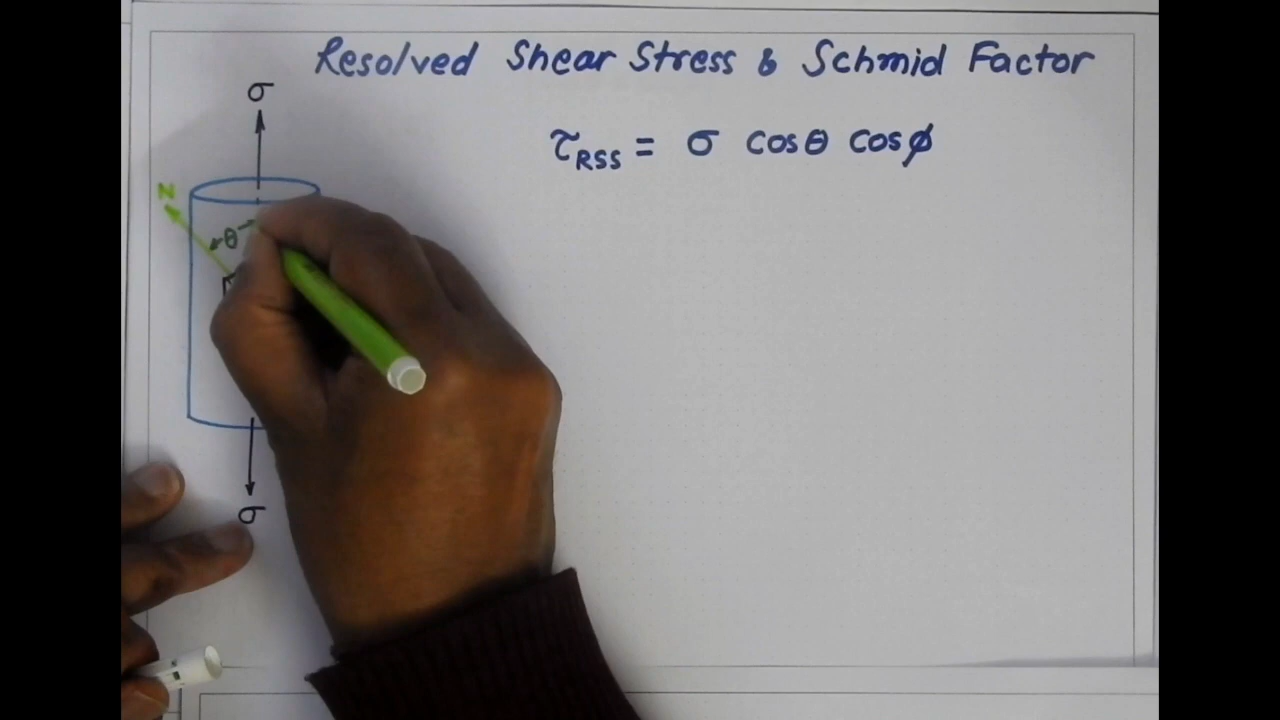 Resolved Shear Stress & Schmid Factor
τRSS = σ cosθ cosϕ
σ
N
θ
σ